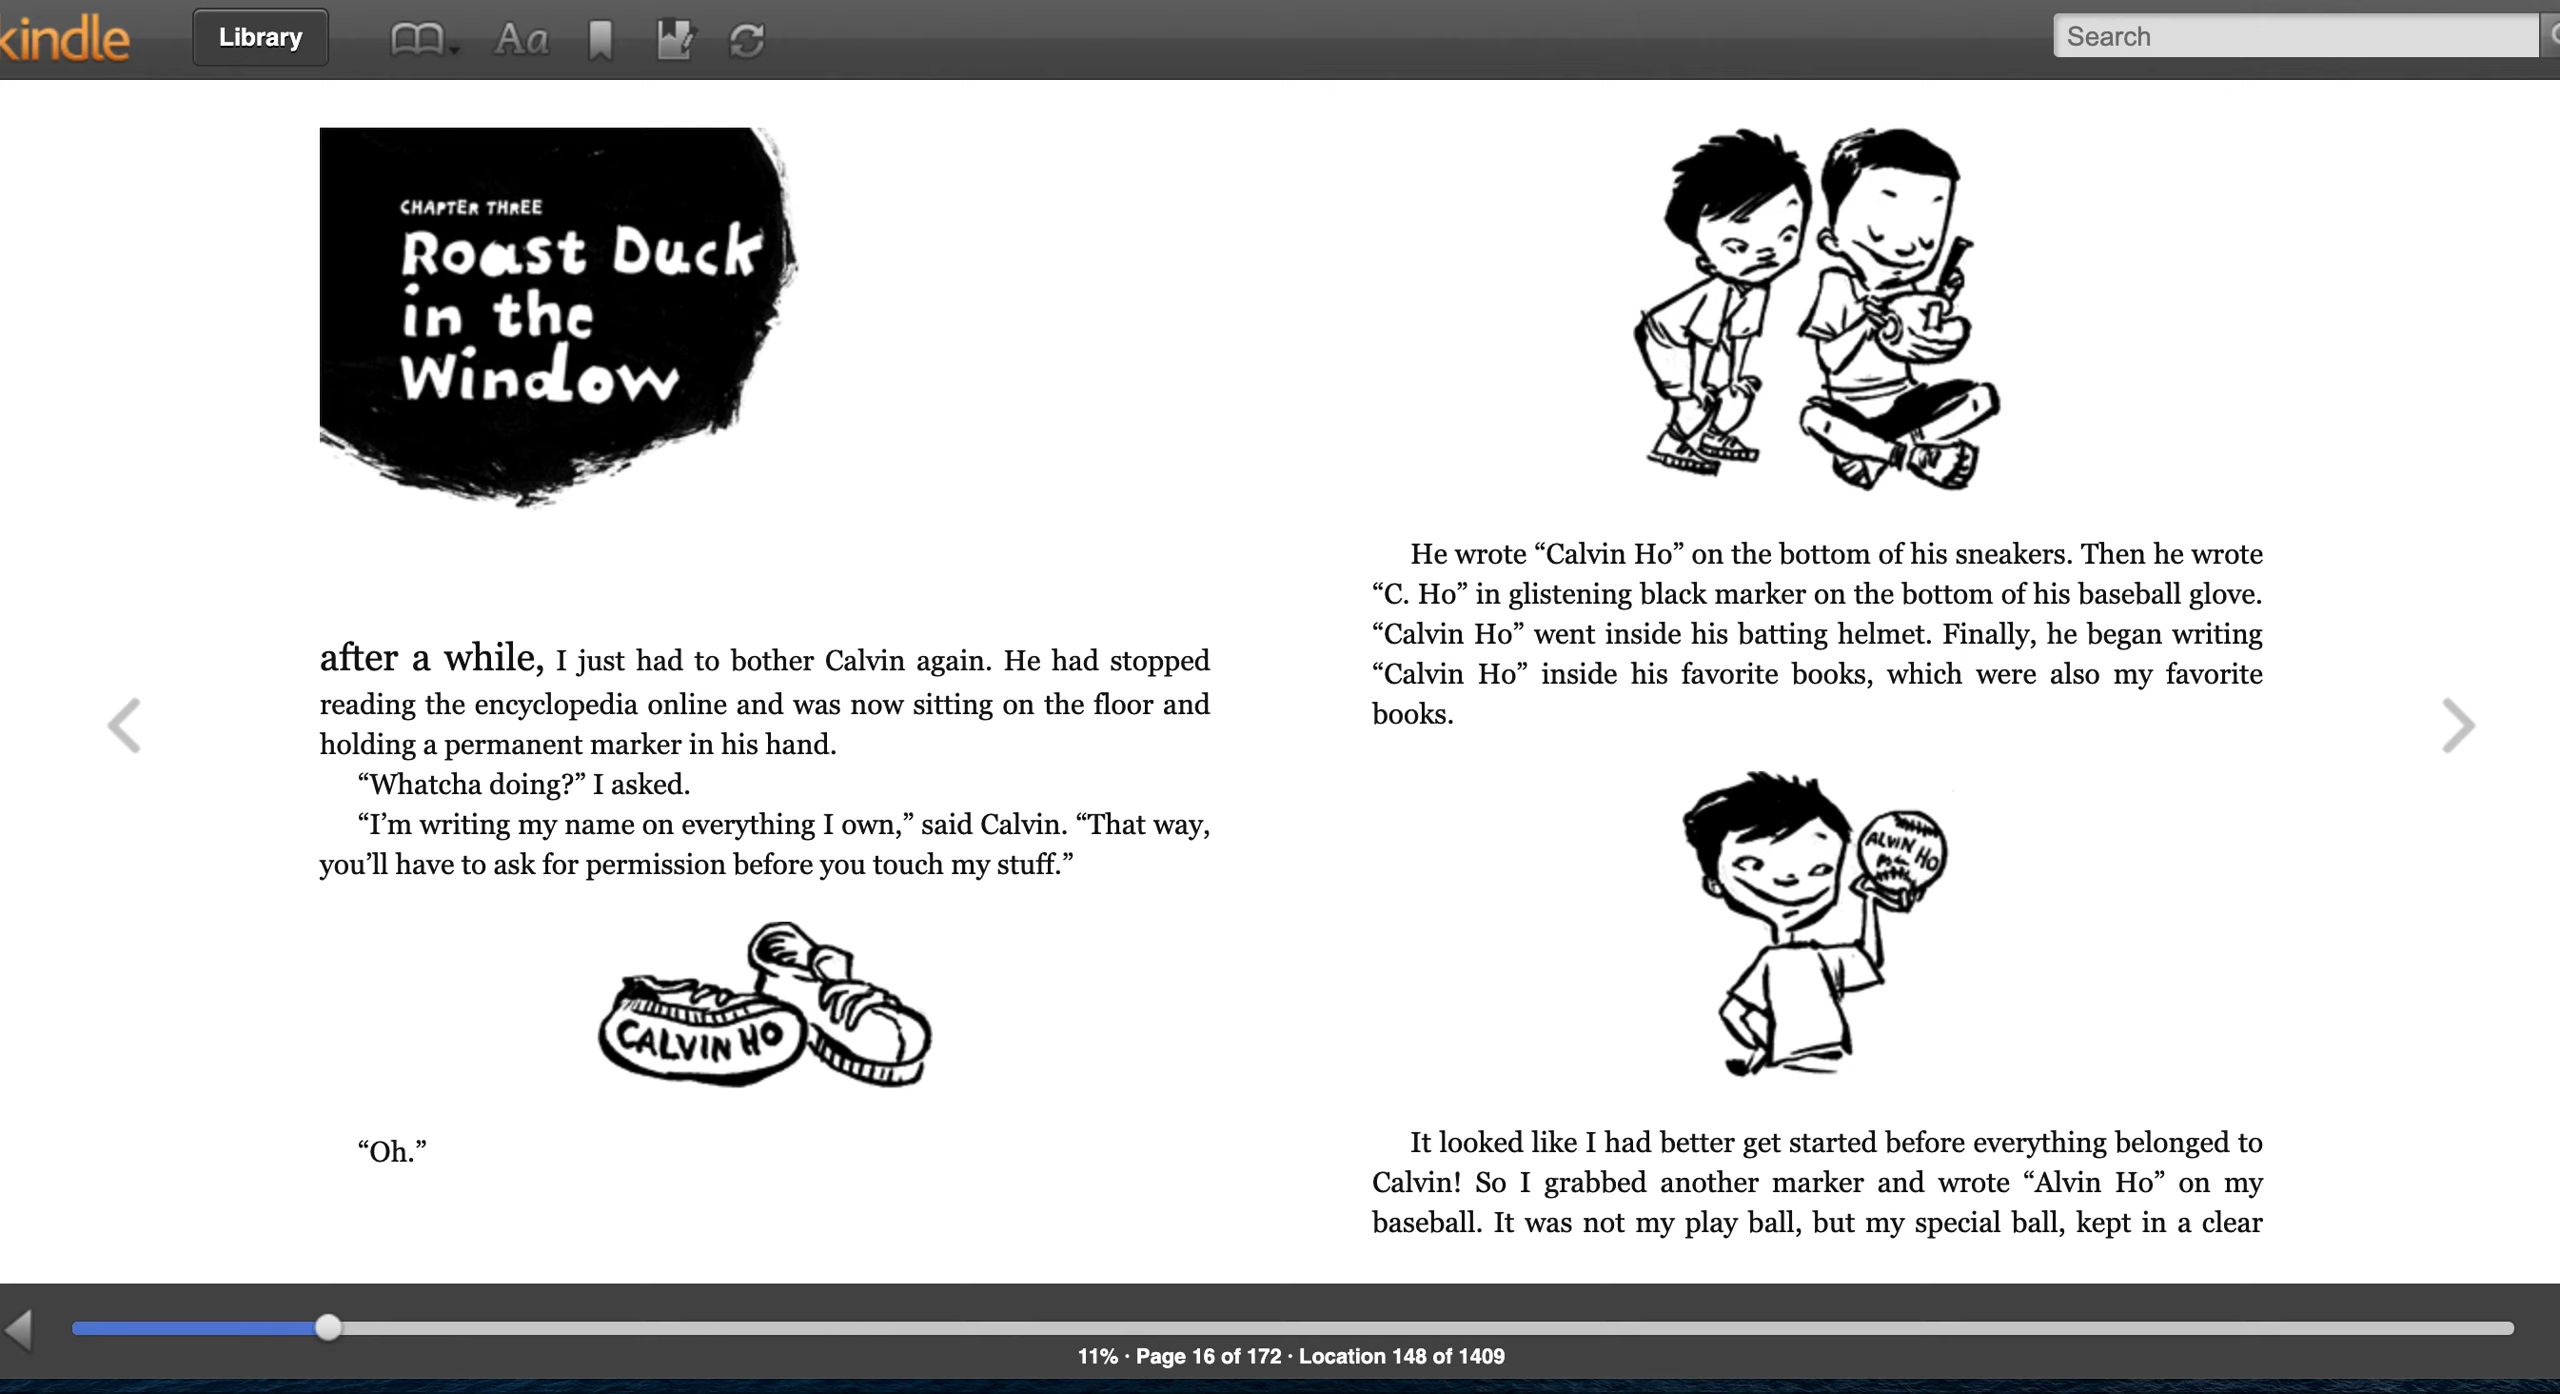 kindle
Library
Aa
Search
CHAPTER THREE
Roast Duck
in the
Window
after a while, I just had to bother Calvin again. He had stopped
reading the encyclopedia online and was now sitting on the floor and
holding a permanent marker in his hand.
“Whatcha doing?” I asked.
“I’m writing my name on everything I own,” said Calvin. “That way,
you’ll have to ask for permission before you touch my stuff.”
CALVIN HO
“Oh.”
He wrote “Calvin Ho” on the bottom of his sneakers. Then he wrote
“C. Ho” in glistening black marker on the bottom of his baseball glove.
“Calvin Ho” went inside his batting helmet. Finally, he began writing
“Calvin Ho” inside his favorite books, which were also my favorite
books.
ALVIN HO
It looked like I had better get started before everything belonged to
Calvin! So I grabbed another marker and wrote “Alvin Ho” on my
baseball. It was not my play ball, but my special ball, kept in a clear
11% · Page 16 of 172 · Location 148 of 1409